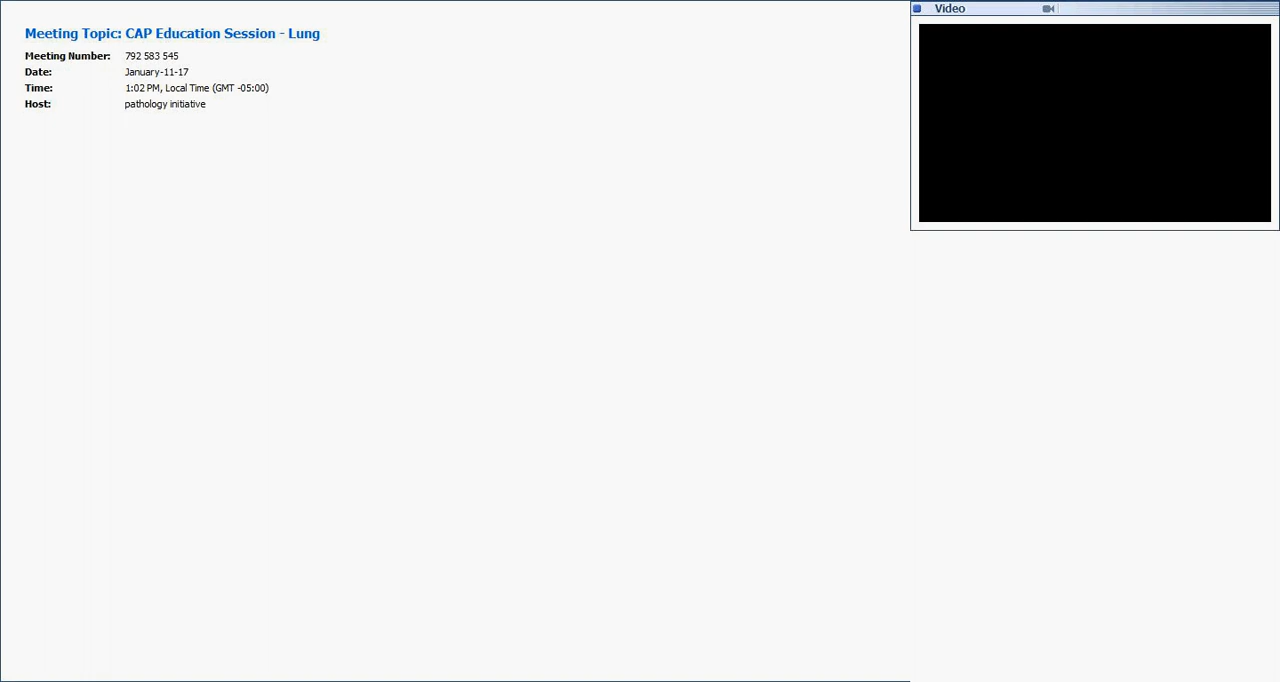 Meeting Topic: CAP Education Session - Lung
Meeting Number: 792 583 545
Date: January-11-17
Time: 1:02 PM, Local Time (GMT -05:00)
Host: pathology initiative
Video